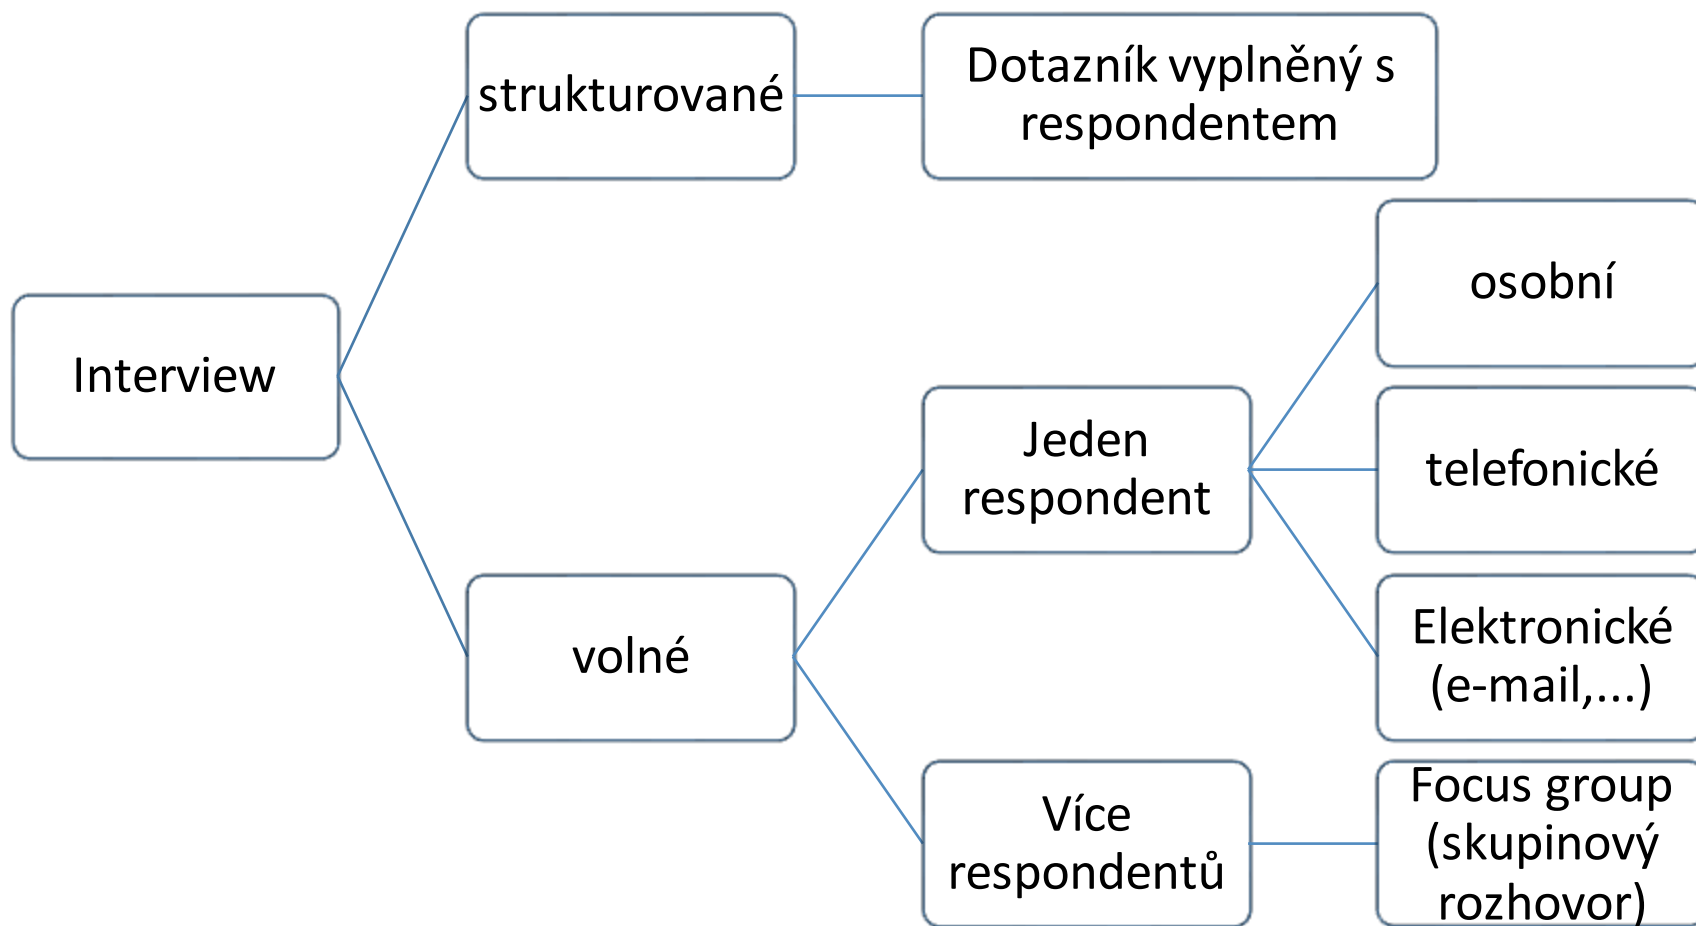 strukturované
Dotazník vyplněný s
respondentem
osobní
Interview
Jeden
respondent
telefonické
volné
Elektronické
(e-mail,...)
Více
respondentů
Focus group
(skupinový
rozhovor)